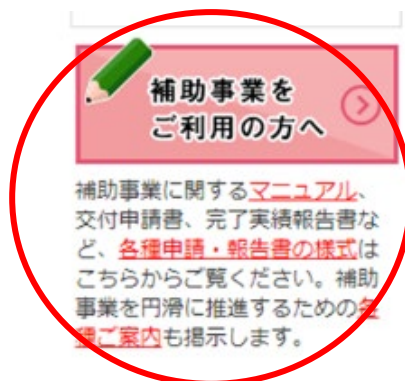 補助事業を
ご利用の方へ
補助事業に関するマニュアル、
交付申請書、完了実績報告書な
ど、各種申請・報告書の様式は
こちらからご覧ください。補助
事業を円滑に推進するための各
種ご案内も掲示します。